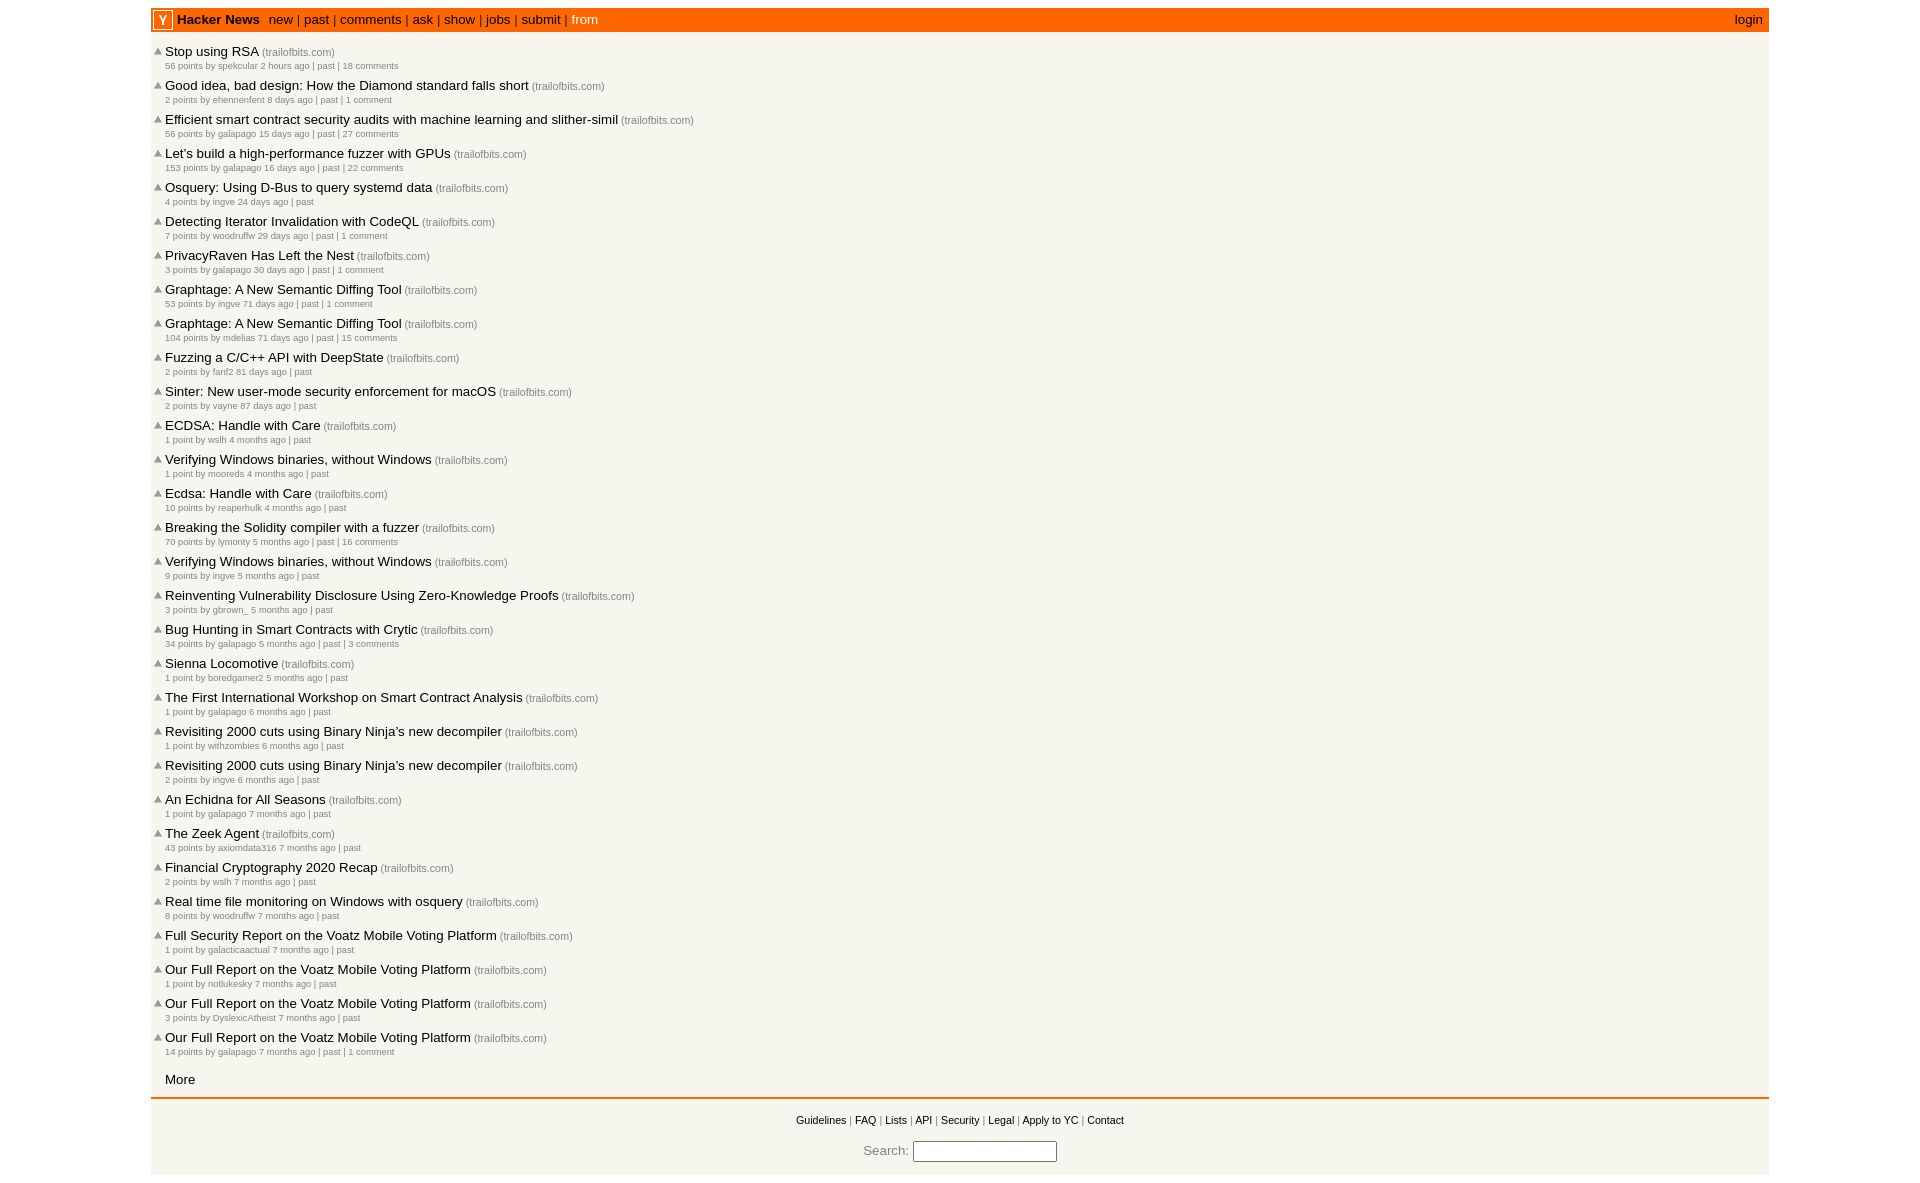 Y Hacker News new | past | comments | ask | show | jobs | submit | from login
Stop using RSA (trailofbits.com)
56 points by spekcular 2 hours ago | past | 18 comments
Good idea, bad design: How the Diamond standard falls short (trailofbits.com)
2 points by ehennenfent 8 days ago | past | 1 comment
Efficient smart contract security audits with machine learning and slither-simil (trailofbits.com)
56 points by galapago 15 days ago | past | 27 comments
Let’s build a high-performance fuzzer with GPUs (trailofbits.com)
153 points by galapago 16 days ago | past | 22 comments
Osquery: Using D-Bus to query systemd data (trailofbits.com)
4 points by ingve 24 days ago | past
Detecting Iterator Invalidation with CodeQL (trailofbits.com)
7 points by woodruffw 29 days ago | past | 1 comment
PrivacyRaven Has Left the Nest (trailofbits.com)
3 points by galapago 30 days ago | past | 1 comment
Graphtage: A New Semantic Diffing Tool (trailofbits.com)
53 points by ingve 71 days ago | past | 1 comment
Graphtage: A New Semantic Diffing Tool (trailofbits.com)
104 points by mdelias 71 days ago | past | 15 comments
Fuzzing a C/C++ API with DeepState (trailofbits.com)
2 points by fanf2 81 days ago | past
Sinter: New user-mode security enforcement for macOS (trailofbits.com)
2 points by vayne 87 days ago | past
ECDSA: Handle with Care (trailofbits.com)
1 point by wslh 4 months ago | past
Verifying Windows binaries, without Windows (trailofbits.com)
1 point by mooreds 4 months ago | past
Ecdsa: Handle with Care (trailofbits.com)
10 points by reaperhulk 4 months ago | past
Breaking the Solidity compiler with a fuzzer (trailofbits.com)
70 points by lymonty 5 months ago | past | 16 comments
Verifying Windows binaries, without Windows (trailofbits.com)
9 points by ingve 5 months ago | past
Reinventing Vulnerability Disclosure Using Zero-Knowledge Proofs (trailofbits.com)
3 points by gbrown_ 5 months ago | past
Bug Hunting in Smart Contracts with Crytic (trailofbits.com)
34 points by galapago 5 months ago | past | 3 comments
Sienna Locomotive (trailofbits.com)
1 point by boredgamer2 5 months ago | past
The First International Workshop on Smart Contract Analysis (trailofbits.com)
1 point by galapago 6 months ago | past
Revisiting 2000 cuts using Binary Ninja’s new decompiler (trailofbits.com)
1 point by withzombies 6 months ago | past
Revisiting 2000 cuts using Binary Ninja’s new decompiler (trailofbits.com)
2 points by ingve 6 months ago | past
An Echidna for All Seasons (trailofbits.com)
1 point by galapago 7 months ago | past
The Zeek Agent (trailofbits.com)
43 points by axiomdata316 7 months ago | past
Financial Cryptography 2020 Recap (trailofbits.com)
2 points by wslh 7 months ago | past
Real time file monitoring on Windows with osquery (trailofbits.com)
8 points by woodruffw 7 months ago | past
Full Security Report on the Voatz Mobile Voting Platform (trailofbits.com)
1 point by galacticaactual 7 months ago | past
Our Full Report on the Voatz Mobile Voting Platform (trailofbits.com)
1 point by notlukesky 7 months ago | past
Our Full Report on the Voatz Mobile Voting Platform (trailofbits.com)
3 points by DyslexicAtheist 7 months ago | past
Our Full Report on the Voatz Mobile Voting Platform (trailofbits.com)
14 points by galapago 7 months ago | past | 1 comment
More
Guidelines | FAQ | Lists | API | Security | Legal | Apply to YC | Contact
Search: